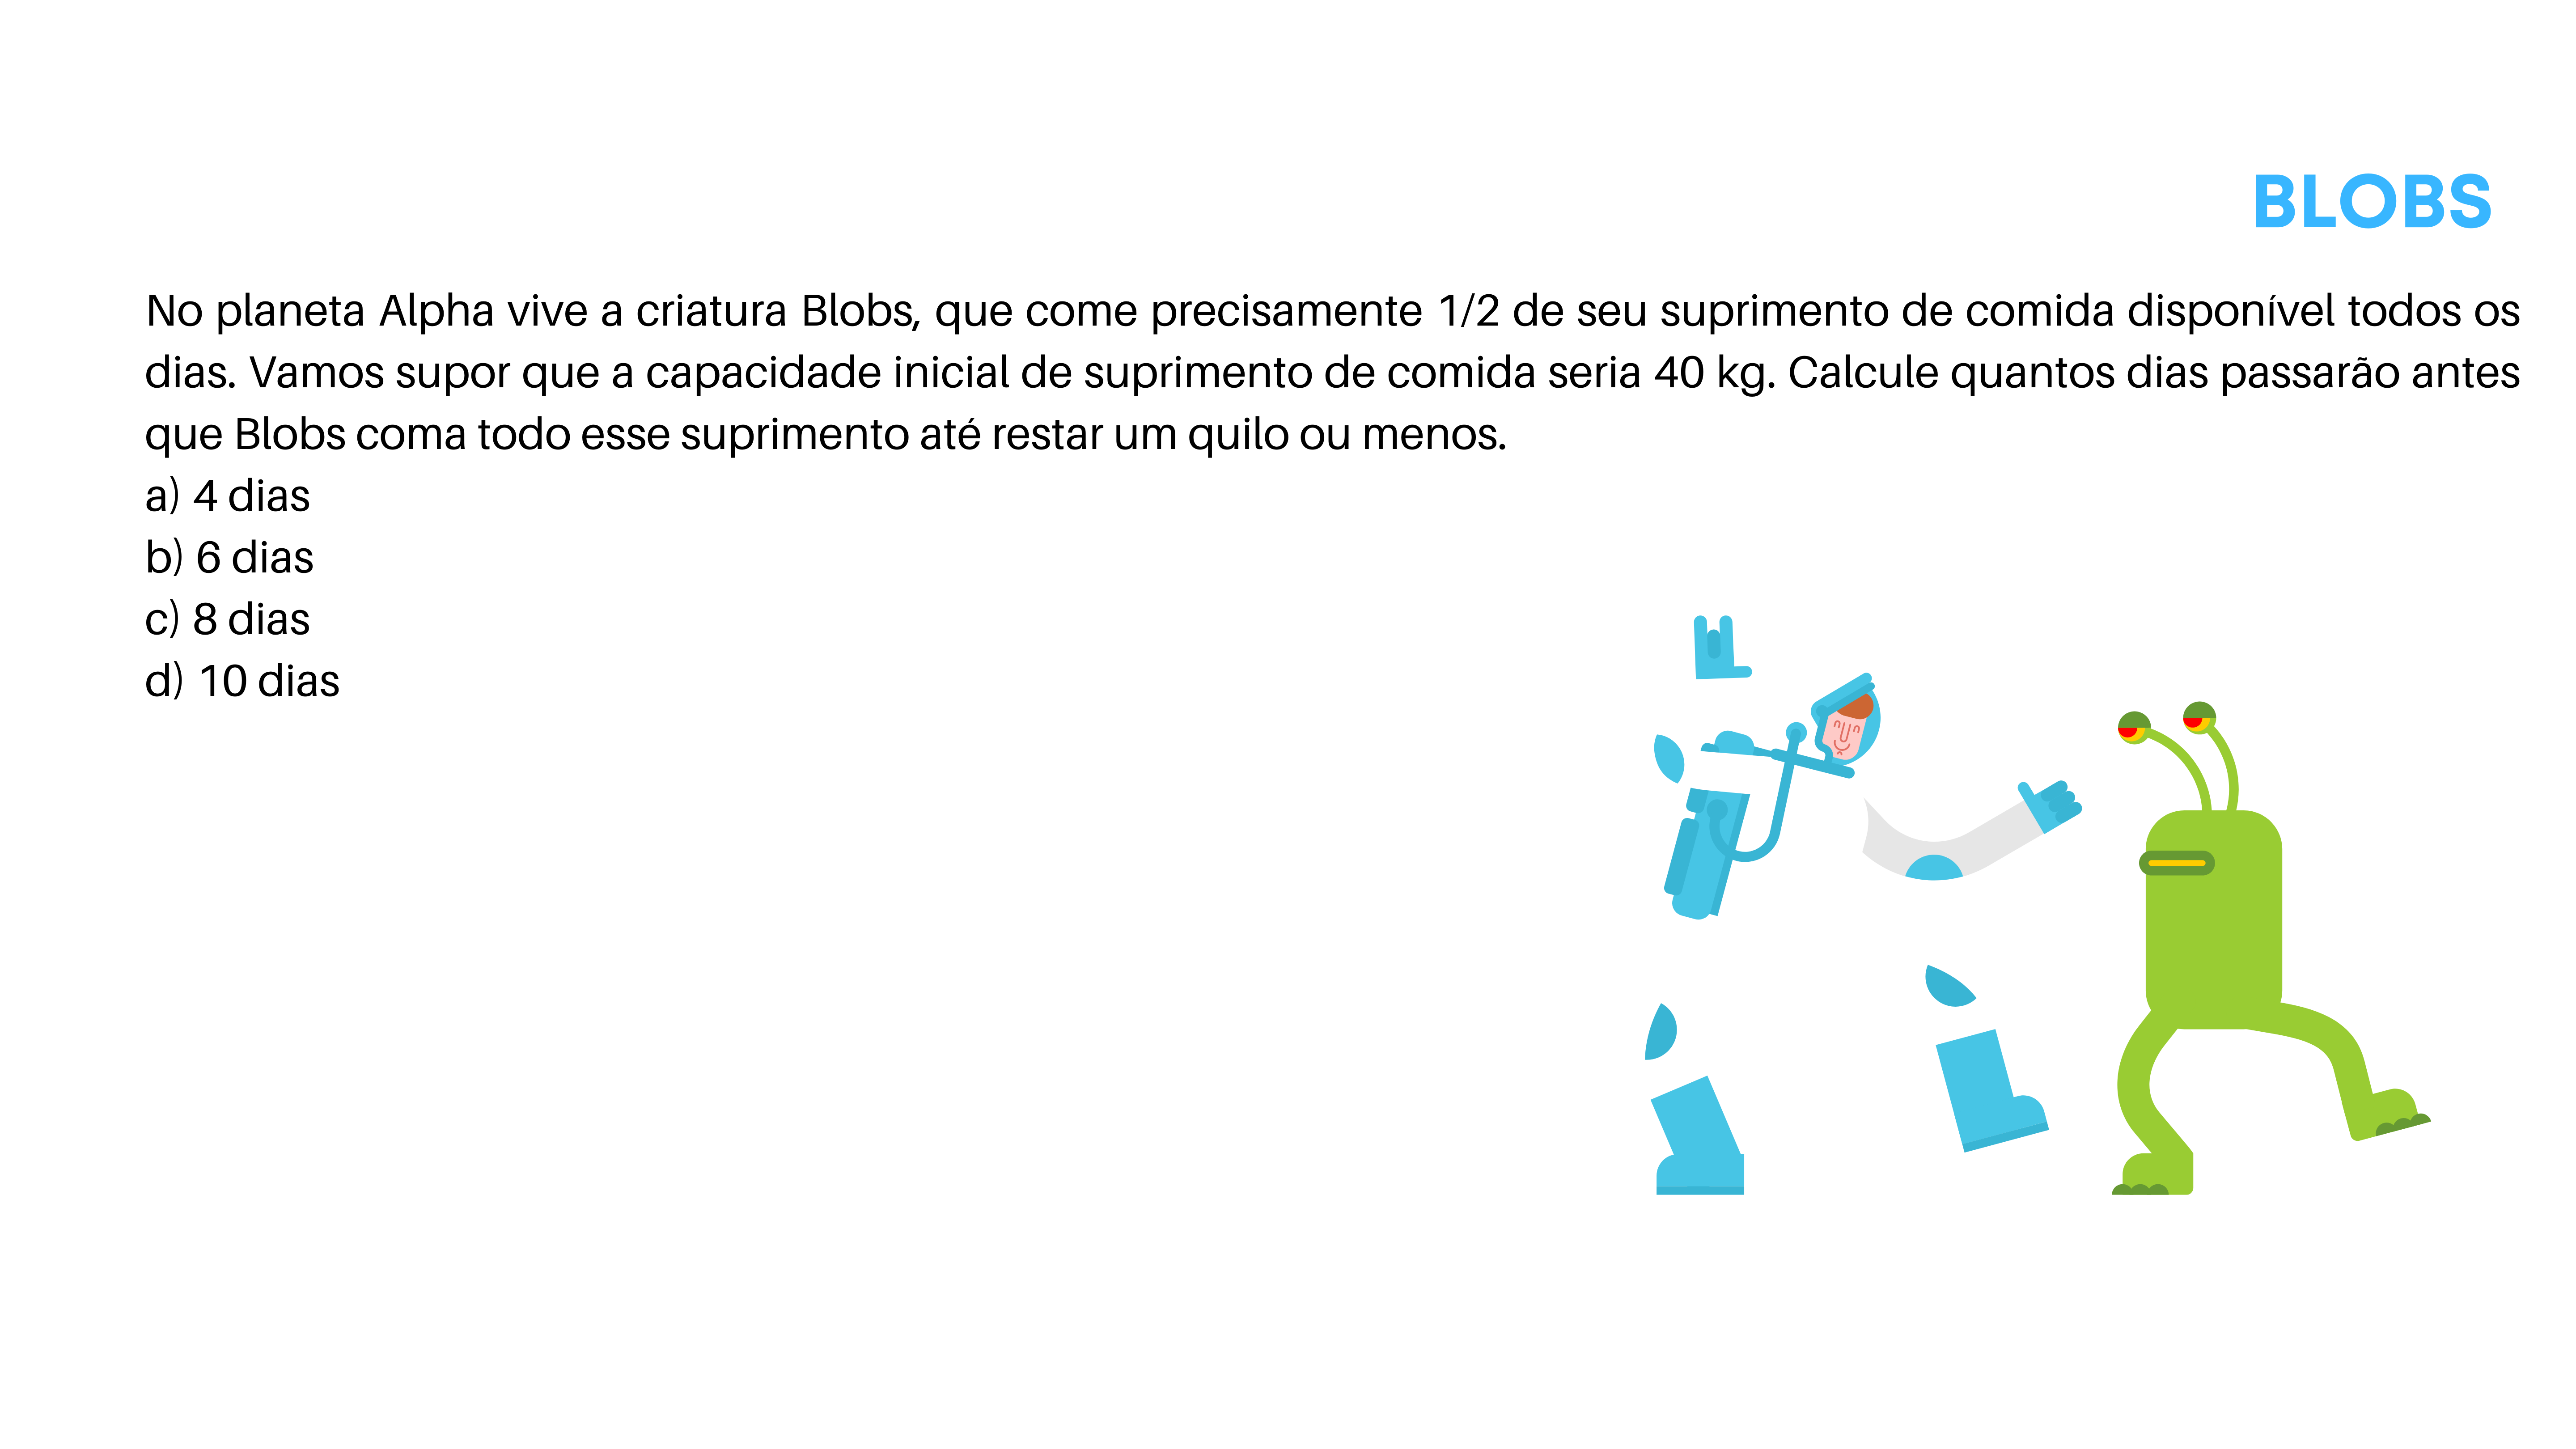 BLOBS
No planeta Alpha vive a criatura Blobs, que come precisamente 1/2 de seu suprimento de comida disponível todos os
dias. Vamos supor que a capacidade inicial de suprimento de comida seria 40 kg. Calcule quantos dias passarão antes
que Blobs coma todo esse suprimento até restar um quilo ou menos.
a) 4 dias
b) 6 dias
c) 8 dias
d) 10 dias